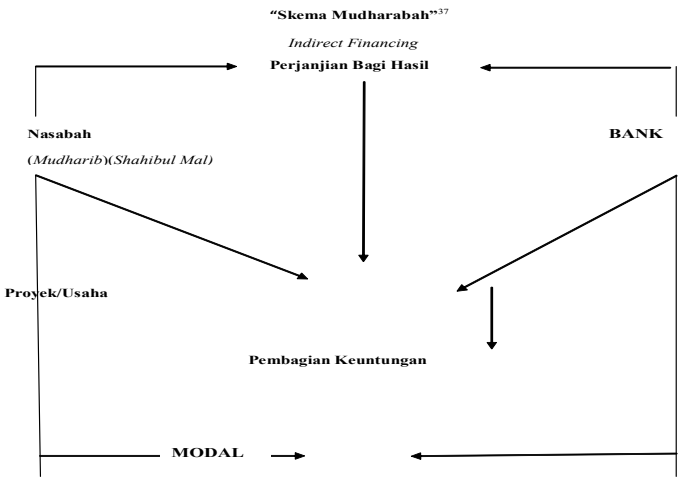 “Skema Mudharabah”37
Indirect Financing
Perjanjian Bagi Hasil
Nasabah
BANK
(Mudharib)(Shahibul Mal)
Proyek/Usaha
Pembagian Keuntungan
MODAL